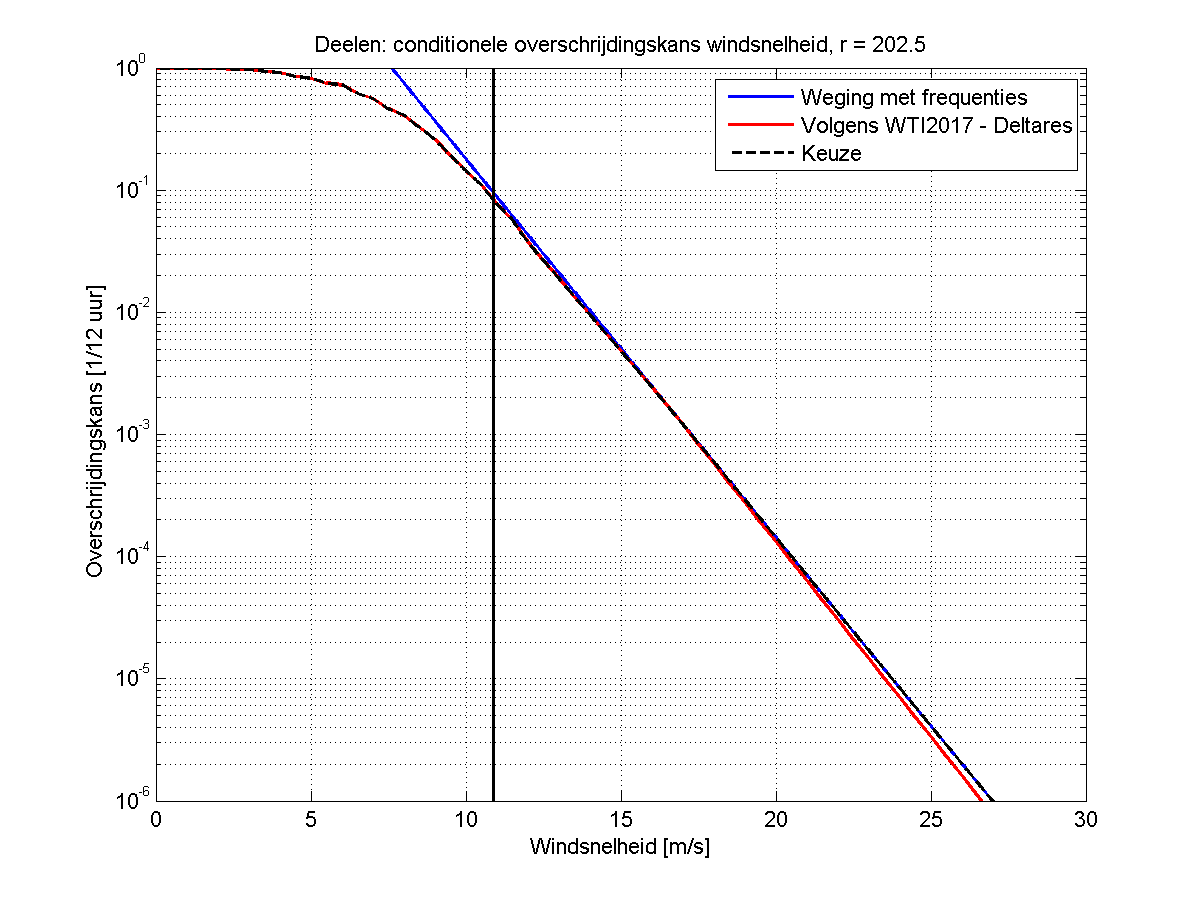 Deelen: conditionele overschrijdingskans windsnelheid, r = 202.5
Weging met frequenties
Volgens WTI2017 - Deltares
Keuze
Overschrijdingskans [1/12 uur]
10^0
10^-1
10^-2
10^-3
10^-4
10^-5
10^-6
0 5 10 15 20 25 30
Windsnelheid [m/s]